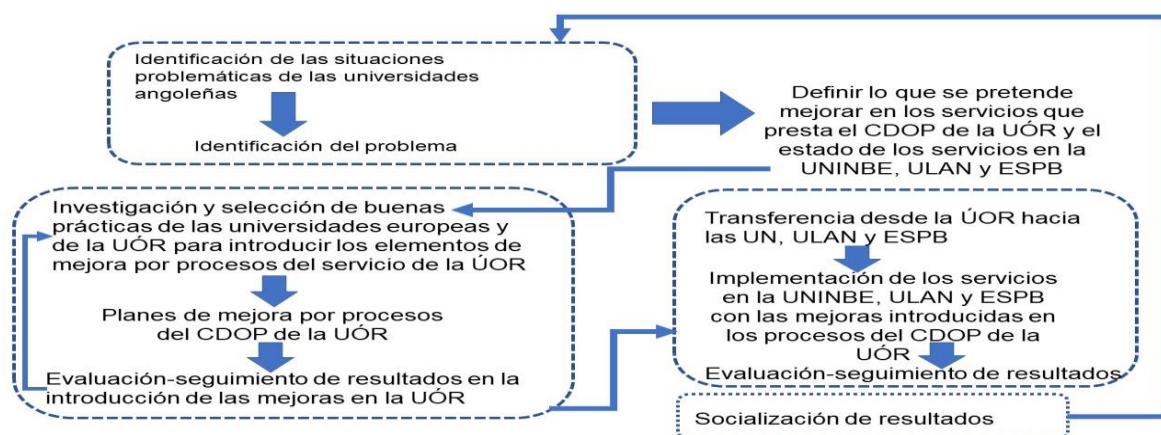 Identificación de las situaciones
problemáticas de las universidades
angoleñas
Identificación del problema
Definir lo que se pretende
mejorar en los servicios que
presta el CDOP de la UÓR y el
estado de los servicios en la
UNINBE, ULAN y ESPB
Investigación y selección de buenas
prácticas de las universidades europeas y
de la UÓR para introducir los elementos de
mejora por procesos del servicio de la ÚOR
Planes de mejora por procesos
del CDOP de la UÓR
Evaluación-seguimiento de resultados en la
introducción de las mejoras en la UÓR
Transferencia desde la ÚOR hacia
las UN, ULAN y ESPB
Implementación de los servicios
en la UNINBE, ULAN y ESPB
con las mejoras introducidas en
los procesos del CDOP de la
UÓR
Evaluación-seguimiento de resultados
Socialización de resultados